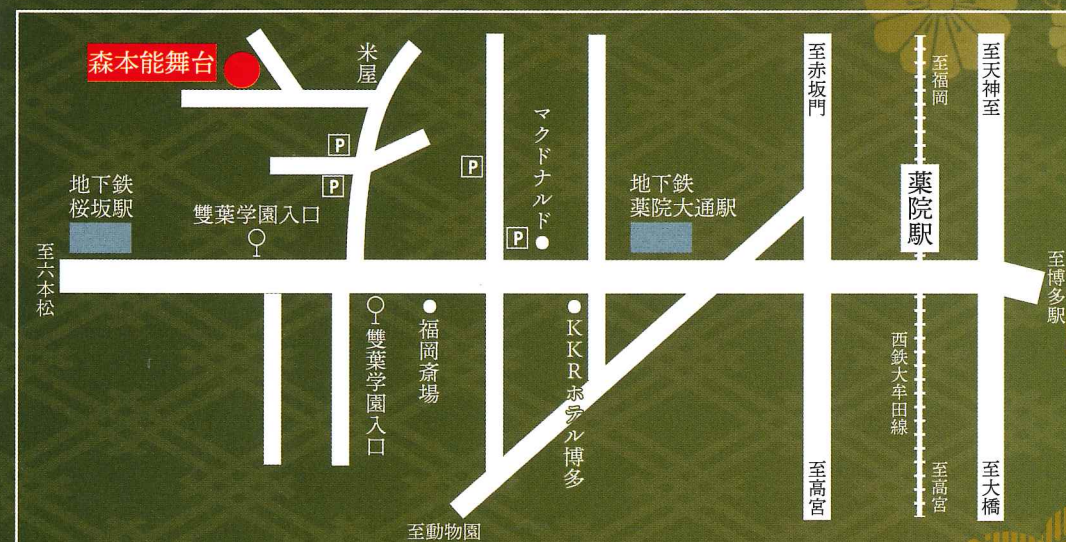 森本能舞台
米屋
P
P
P
P
マクドナルド
地下鉄
桜坂駅
雙葉学園入口
地下鉄
薬院大通駅
至赤坂門
至福岡
至天神至
薬院駅
至六本松
至博多駅
雙葉学園入口
福岡斎場
KKRホテル博多
西鉄大牟田線
至動物園
至高宮
至高宮
至大橋